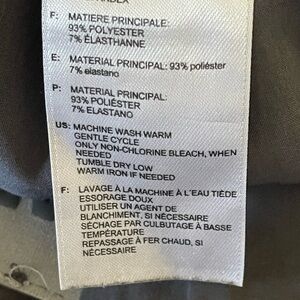 F: MATIERE PRINCIPALE:
93% POLYESTER
7% ÉLASTHANNE
E: MATERIAL PRINCIPAL: 93% poliéster
7% elastano
P: MATERIAL PRINCIPAL:
93% POLIÉSTER
7% ELASTANO
US: MACHINE WASH WARM
GENTLE CYCLE
ONLY NON-CHLORINE BLEACH, WHEN
NEEDED
TUMBLE DRY LOW
WARM IRON IF NEEDED
F: LAVAGE À LA MACHINE À L'EAU TIÈDE
ESSORAGE DOUX
UTILISER UN AGENT DE
BLANCHIMENT, SI NÉCESSAIRE
SÉCHAGE PAR CULBUTAGE À BASSE
TEMPÉRATURE
REPASSAGE À FER CHAUD, SI
NÉCESSAIRE